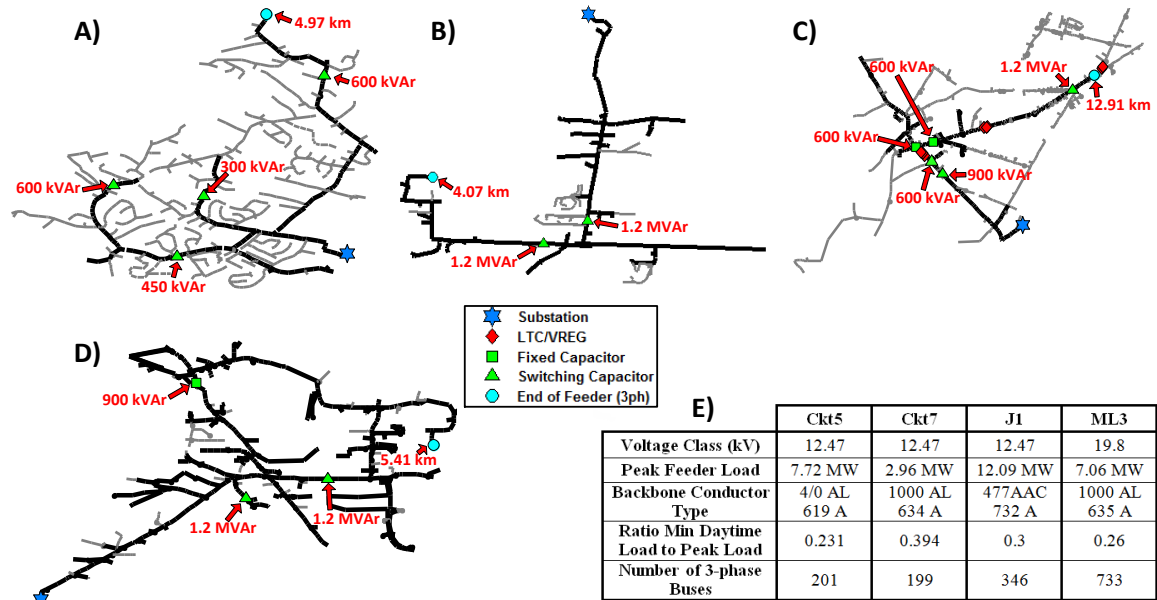 A)
4.97 km
600 kVAr
300 kVAr
600 kVAr
450 kVAr
B)
4.07 km
1.2 MVAr
1.2 MVAr
C)
600 kVAr
1.2 MVAr
12.91 km
600 kVAr
900 kVAr
600 kVAr
Substation
LTC/VREG
Fixed Capacitor
Switching Capacitor
End of Feeder (3ph)
D)
900 kVAr
5.41 km
1.2 MVAr
1.2 MVAr
E)
Ckt5 Ckt7 J1 ML3
Voltage Class (kV) 12.47 12.47 12.47 19.8
Peak Feeder Load 7.72 MW 2.96 MW 12.09 MW 7.06 MW
Backbone Conductor 4/0 AL 1000 AL 477AAC 1000 AL
Type 619 A 634 A 732 A 635 A
Ratio Min Daytime
Load to Peak Load 0.231 0.394 0.3 0.26
Number of 3-phase
Buses 201 199 346 733